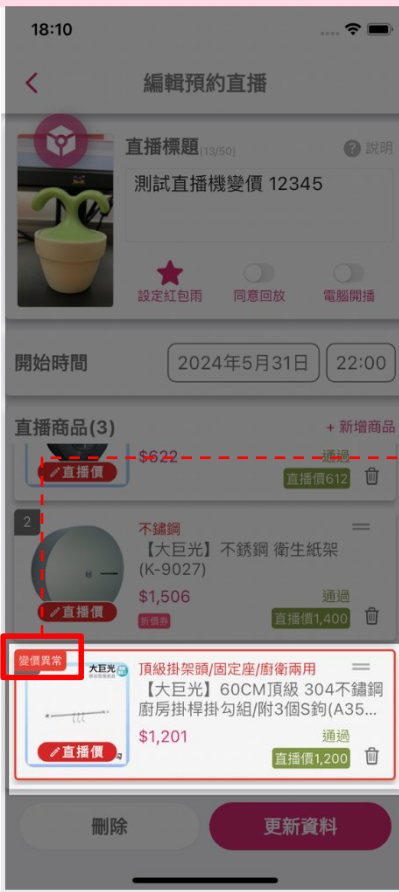 18:10
編輯預約直播
直播標題(13/50)
? 說明
測試直播機變價 12345
設定紅包雨
同意回放
電腦開播
開始時間
2024年5月31日
22:00
直播商品(3)
+ 新增商品
$622
通過
直播價
直播價612
2
不鏽鋼
【大巨光】不銹鋼 衛生紙架
(K-9027)
$1,506
通過
直播價
折價券
直播價1,400
變價異常
大巨光
頂級掛架頭/固定座/廚衛兩用
【大巨光】60CM頂級 304不鏽鋼
廚房掛桿掛勾組/附3個S鉤(A35...
$1,201
通過
直播價
直播價1,200
刪除
更新資料